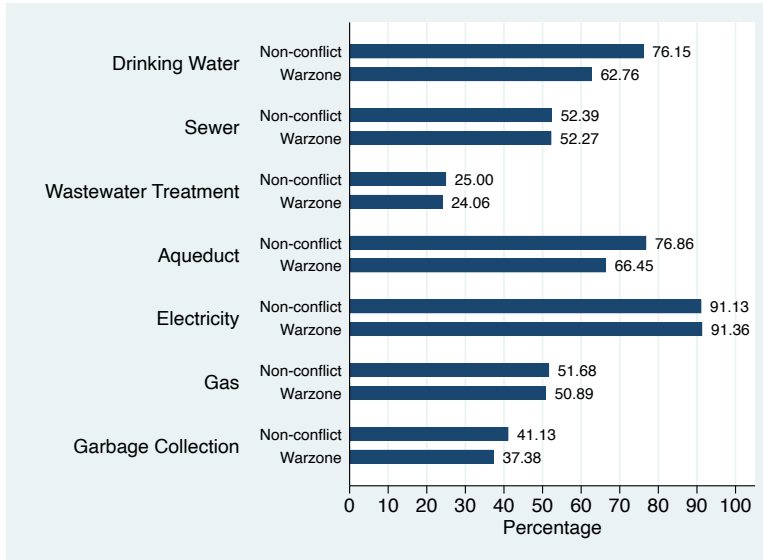 Drinking Water
Non-conflict 76.15
Warzone 62.76
Sewer
Non-conflict 52.39
Warzone 52.27
Wastewater Treatment
Non-conflict 25.00
Warzone 24.06
Aqueduct
Non-conflict 76.86
Warzone 66.45
Electricity
Non-conflict 91.13
Warzone 91.36
Gas
Non-conflict 51.68
Warzone 50.89
Garbage Collection
Non-conflict 41.13
Warzone 37.38
0 10 20 30 40 50 60 70 80 90 100
Percentage